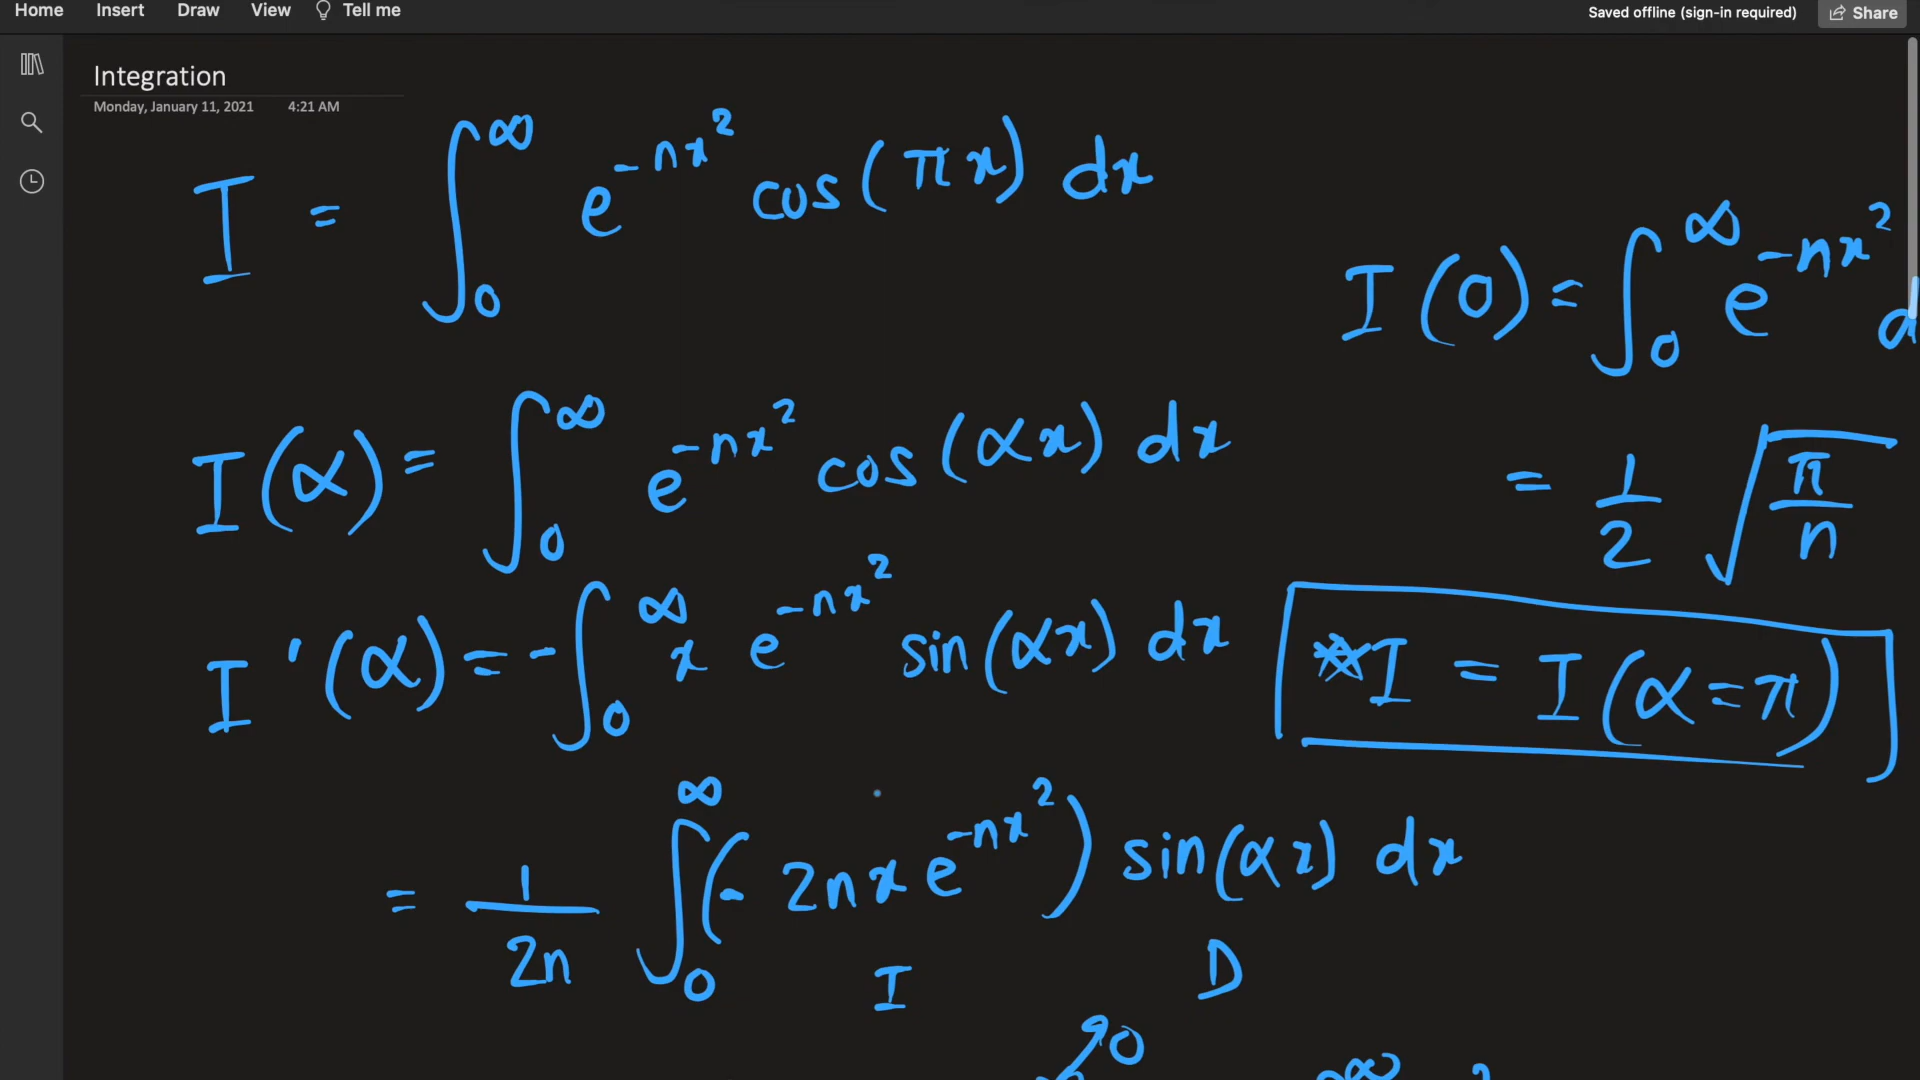 Home Insert Draw View Tell me Saved offline (sign-in required) Share
Integration
Monday, January 11, 2021 4:21 AM
I = ∫₀^∞ e^(-nx²) cos(πx) dx
I(0) = ∫₀^∞ e^(-nx²) d
= 1/2 √(π/n)
I(α) = ∫₀^∞ e^(-nx²) cos(αx) dx
I'(α) = -∫₀^∞ x e^(-nx²) sin(αx) dx
*I = I(α=π)
= 1/2n ∫₀^∞ (-2nx e^(-nx²)) sin(αx) dx
I D
0 ∞ 2